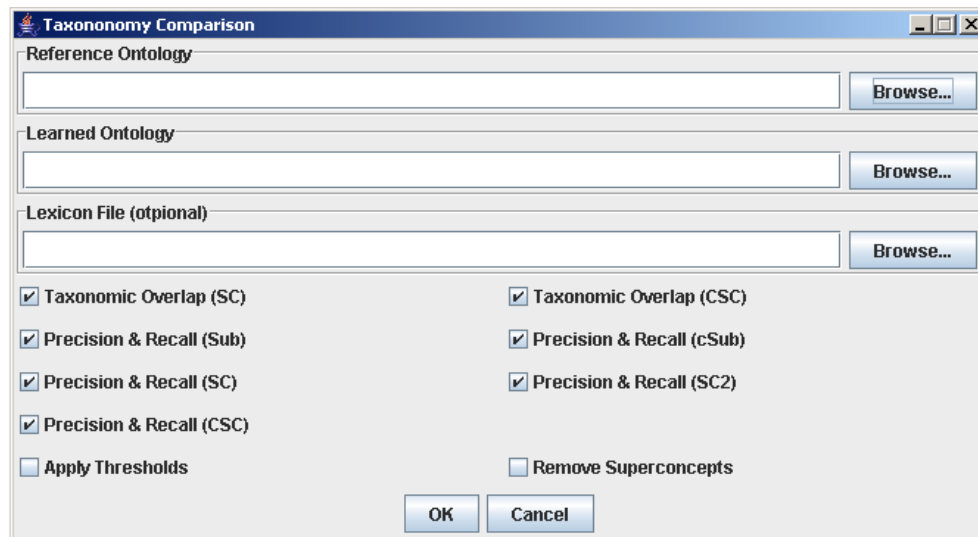 Taxononomy Comparison
Reference Ontology
Browse...
Learned Ontology
Browse...
Lexicon File (otpional)
Browse...
Taxonomic Overlap (SC)
Taxonomic Overlap (CSC)
Precision & Recall (Sub)
Precision & Recall (cSub)
Precision & Recall (SC)
Precision & Recall (SC2)
Precision & Recall (CSC)
Apply Thresholds
Remove Superconcepts
OK
Cancel